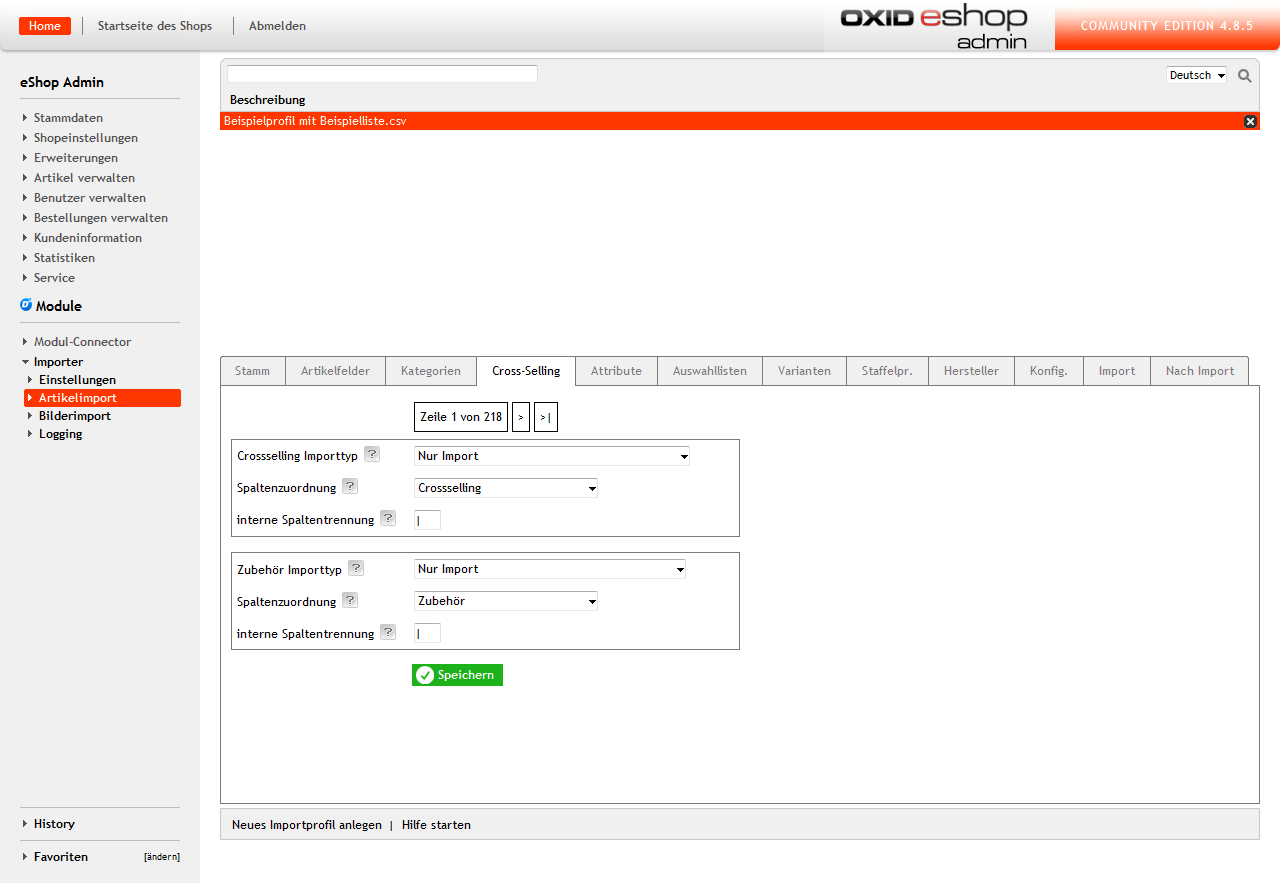 Home Startseite des Shops Abmelden
OXID eshop
admin
COMMUNITY EDITION 4.8.5
eShop Admin
Stammdaten
Shopeinstellungen
Erweiterungen
Artikel verwalten
Benutzer verwalten
Bestellungen verwalten
Kundeninformation
Statistiken
Service
Module
Modul-Connector
Importer
Einstellungen
Artikelimport
Bilderimport
Logging
History
Favoriten [ändern]
Deutsch
Beschreibung
Beispielprofil mit Beispielliste.csv
Stamm Artikelfelder Kategorien Cross-Selling Attribute Auswahllisten Varianten Staffelpr. Hersteller Konfig. Import Nach Import
Zeile 1 von 218 > >|
Crossselling Importtyp ? Nur Import
Spaltenzuordnung ? Crossselling
interne Spaltentrennung ? |
Zubehör Importtyp ? Nur Import
Spaltenzuordnung ? Zubehör
interne Spaltentrennung ? |
Speichern
Neues Importprofil anlegen | Hilfe starten